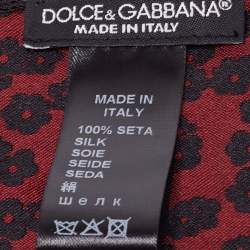 DOLCE & GABBANA®
MADE IN ITALY
MADE IN
ITALY
100% SETA
SILK
SOIE
SEIDE
SEDA
絹
шелк